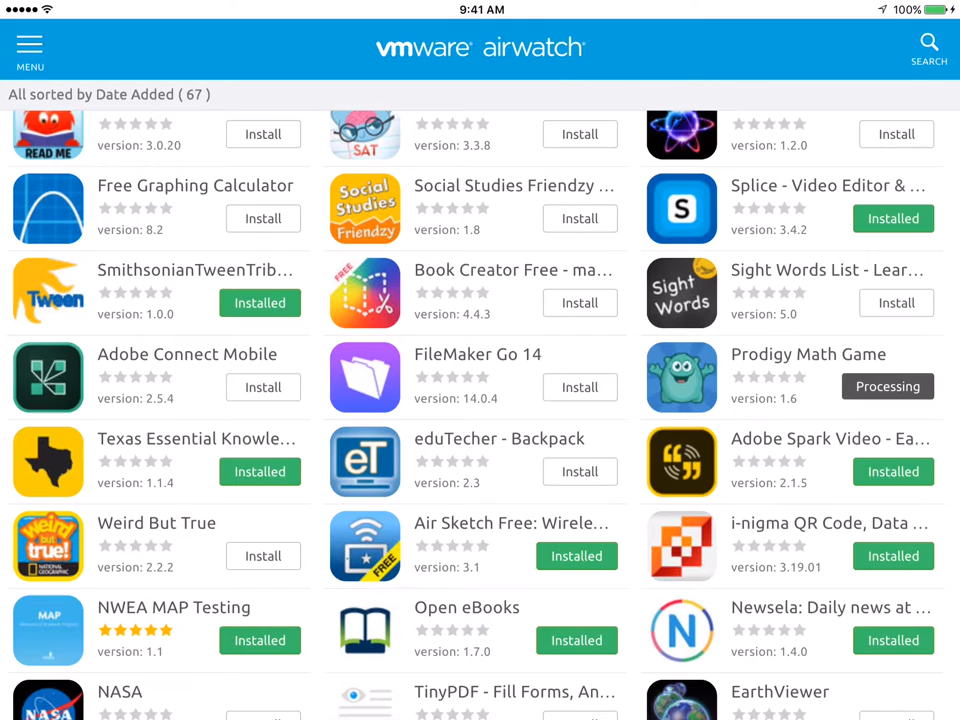 9:41 AM
100%
MENU
vmware airwatch
SEARCH
All sorted by Date Added ( 67 )
READ ME
Install
version: 3.0.20
SAT
Install
version: 3.3.8
Install
version: 1.2.0
Free Graphing Calculator
Install
version: 8.2
Social Studies Friendzy
Social Studies Friendzy ...
Install
version: 1.8
S
Splice - Video Editor & ...
Installed
version: 3.4.2
Tween
SmithsonianTweenTrib...
Installed
version: 1.0.0
FREE
Book Creator Free - ma...
Install
version: 4.4.3
Sight Words
Sight Words List - Lear...
Install
version: 5.0
Adobe Connect Mobile
Install
version: 2.5.4
FileMaker Go 14
Install
version: 14.0.4
Prodigy Math Game
Processing
version: 1.6
Texas Essential Knowle...
Installed
version: 1.1.4
eT
eduTecher - Backpack
Install
version: 2.3
Adobe Spark Video - Ea...
Installed
version: 2.1.5
Weird but true!
NATIONAL GEOGRAPHIC
Weird But True
Install
version: 2.2.2
FREE
Air Sketch Free: Wirele...
Installed
version: 3.1
i-nigma QR Code, Data ...
Installed
version: 3.19.01
MAP
NWEA MAP Testing
Installed
version: 1.1
Open eBooks
Installed
version: 1.7.0
N
Newsela: Daily news at ...
Installed
version: 1.4.0
NASA
NASA
TinyPDF - Fill Forms, An...
EarthViewer